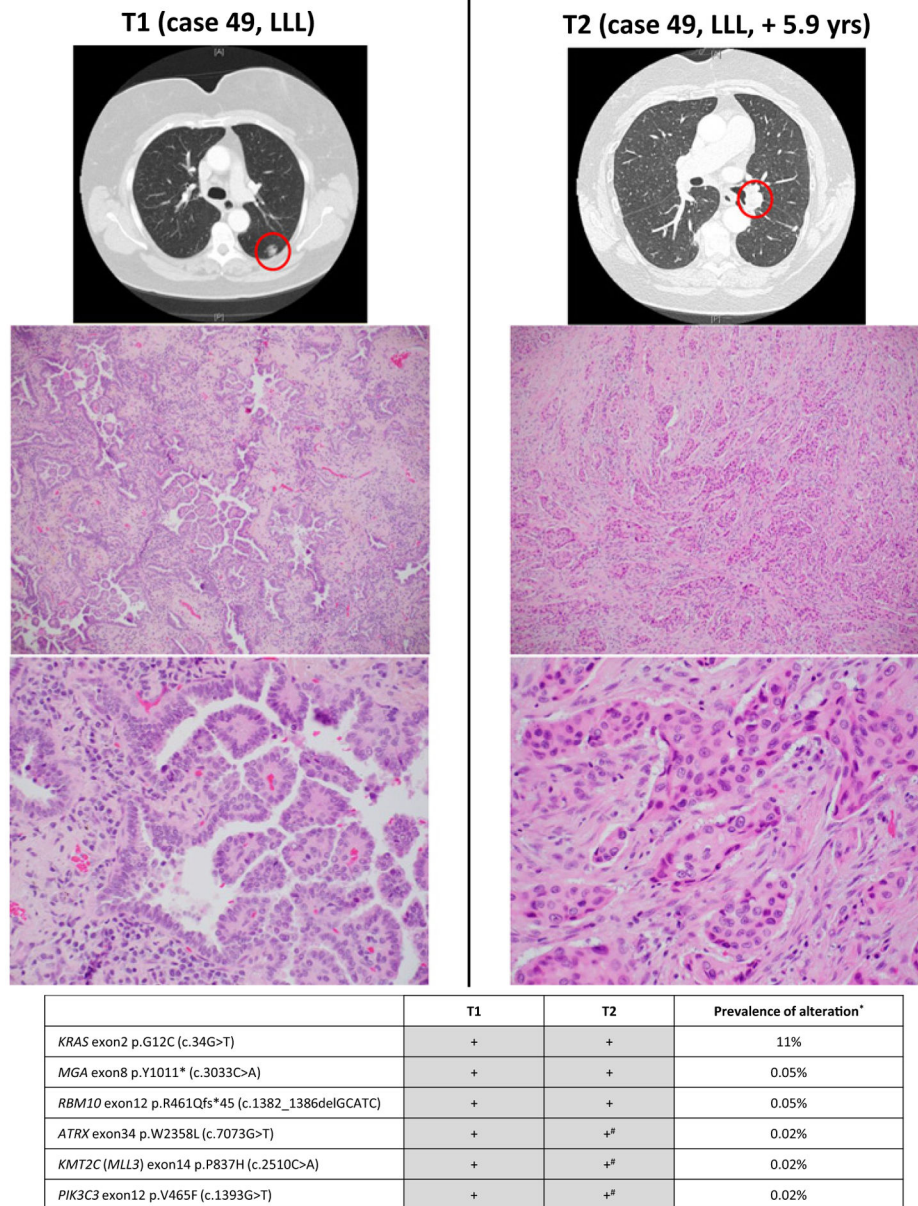 T1 (case 49, LLL)
T2 (case 49, LLL, + 5.9 yrs)
[A]
[P]
T1 T2 Prevalence of alteration*
KRAS exon2 p.G12C (c.34G>T) + + 11%
MGA exon8 p.Y1011* (c.3033C>A) + + 0.05%
RBM10 exon12 p.R461Qfs*45 (c.1382_1386delGCATC) + + 0.05%
ATRX exon34 p.W2358L (c.7073G>T) + +# 0.02%
KMT2C (MLL3) exon14 p.P837H (c.2510C>A) + +# 0.02%
PIK3C3 exon12 p.V465F (c.1393G>T) + +# 0.02%